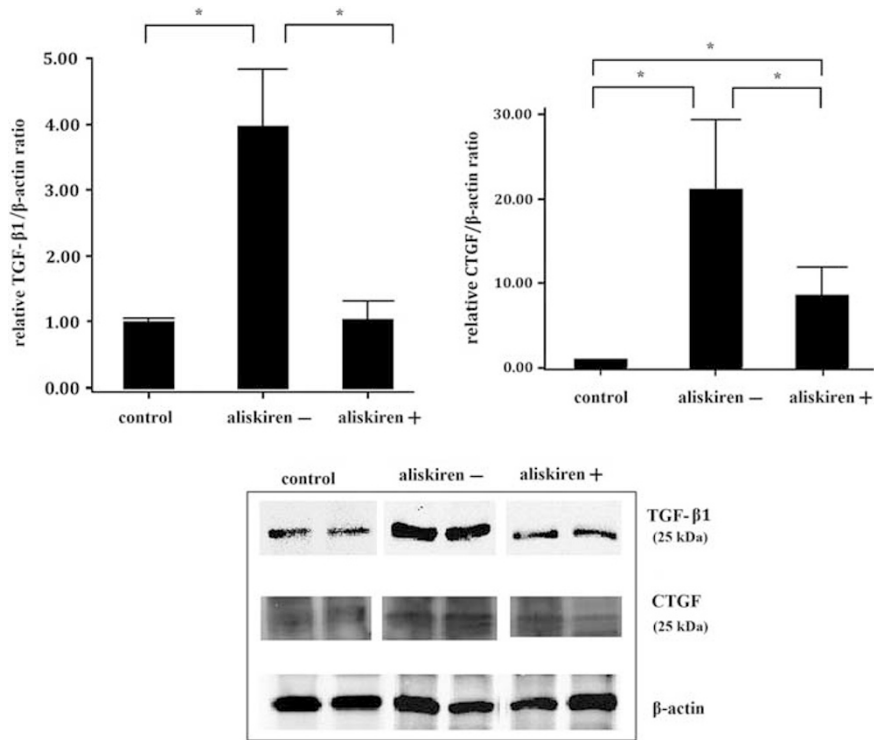 *
*
5.00
4.00
3.00
2.00
1.00
0.00
relative TGF-β1/β-actin ratio
control
aliskiren —
aliskiren +
*
*
*
30.00
20.00
10.00
0.00
relative CTGF/β-actin ratio
control
aliskiren —
aliskiren +
control
aliskiren —
aliskiren +
TGF-β1
(25 kDa)
CTGF
(25 kDa)
β-actin